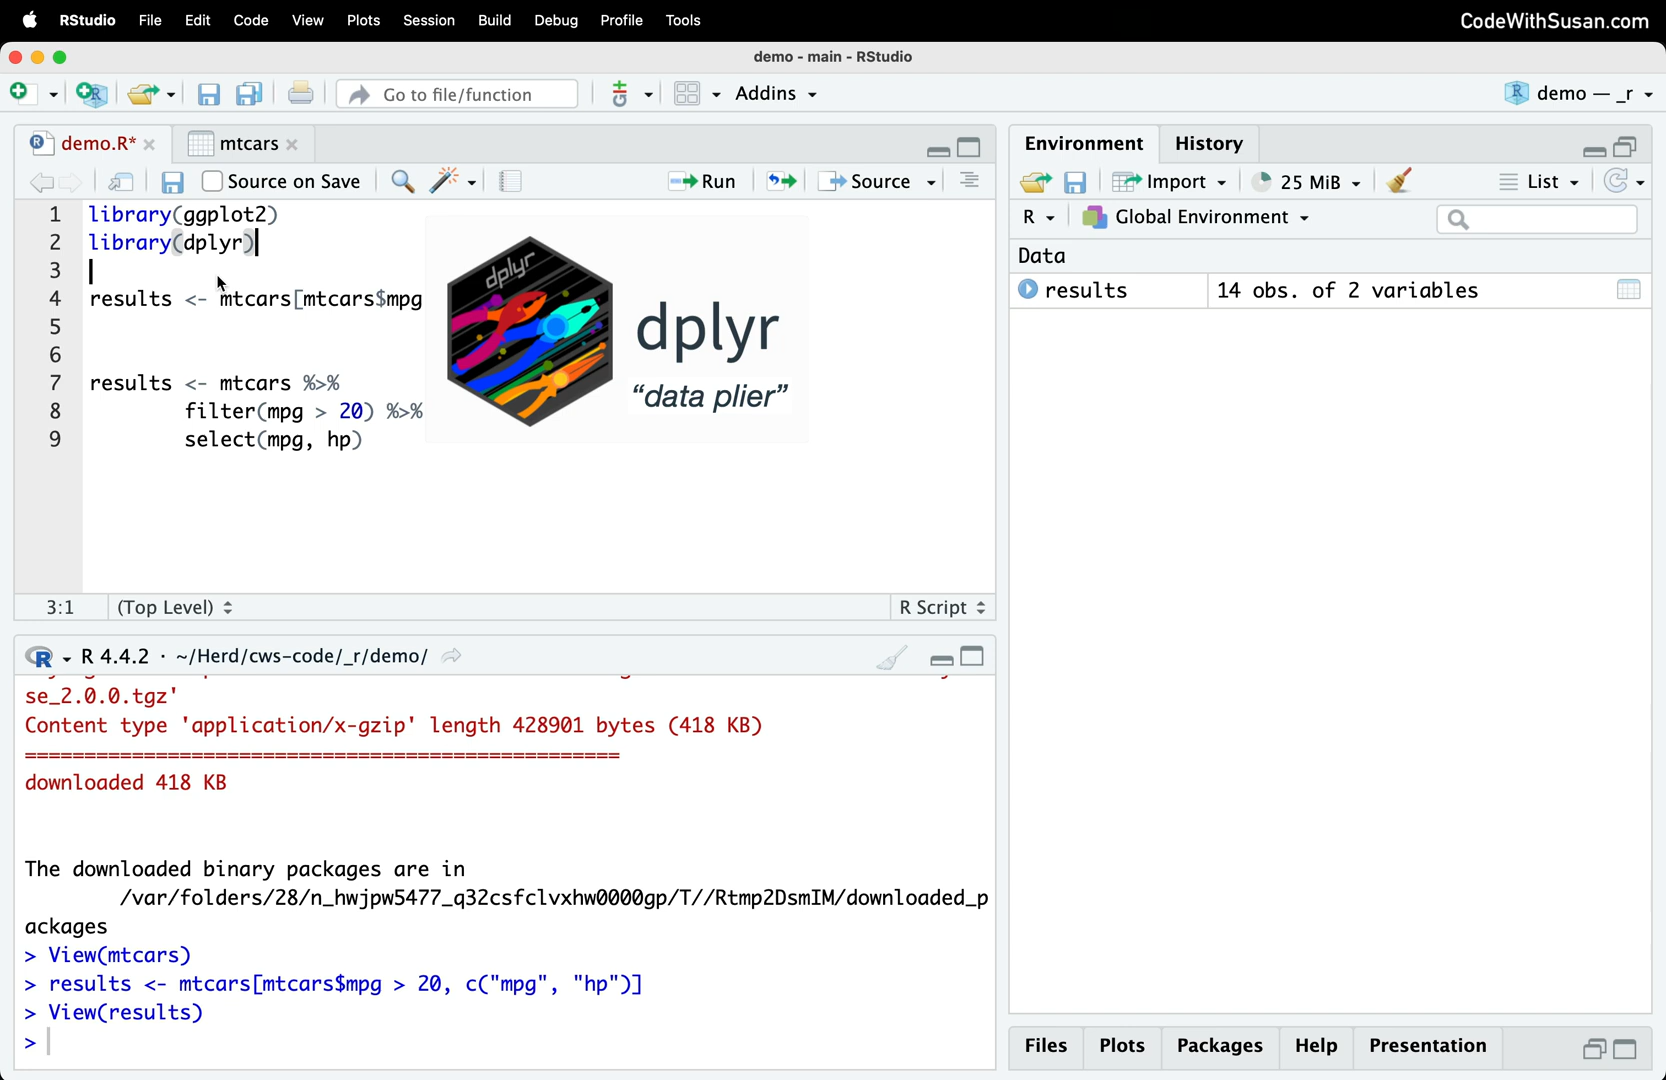 RStudio File Edit Code View Plots Session Build Debug Profile Tools
CodeWithSusan.com
demo - main - RStudio
Go to file/function
Addins
demo — _r
demo.R*
mtcars
Source on Save
Run
Source
1 library(ggplot2)
2 library(dplyr)
3
4 results <- mtcars[mtcars$mpg
5
6
7 results <- mtcars %>%
8 filter(mpg > 20) %>%
9 select(mpg, hp)
dplyr
dplyr
“data plier”
3:1 (Top Level)
R Script
R 4.4.2 · ~/Herd/cws-code/_r/demo/
se_2.0.0.tgz'
Content type 'application/x-gzip' length 428901 bytes (418 KB)
==================================================
downloaded 418 KB
The downloaded binary packages are in
/var/folders/28/n_hwjpw5477_q32csfclvxhw0000gp/T//Rtmp2DsmIM/downloaded_p
ackages
> View(mtcars)
> results <- mtcars[mtcars$mpg > 20, c("mpg", "hp")]
> View(results)
>
Environment History
Import 25 MiB List
R Global Environment
Data
results 14 obs. of 2 variables
Files Plots Packages Help Presentation